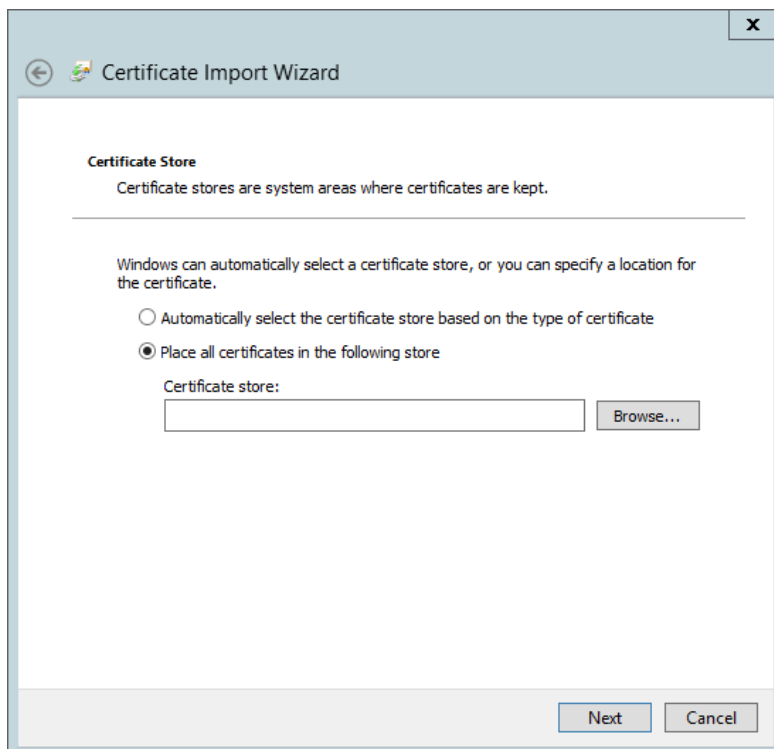 x
Certificate Import Wizard
Certificate Store
Certificate stores are system areas where certificates are kept.
Windows can automatically select a certificate store, or you can specify a location for
the certificate.
Automatically select the certificate store based on the type of certificate
Place all certificates in the following store
Certificate store:
Browse...
Next Cancel